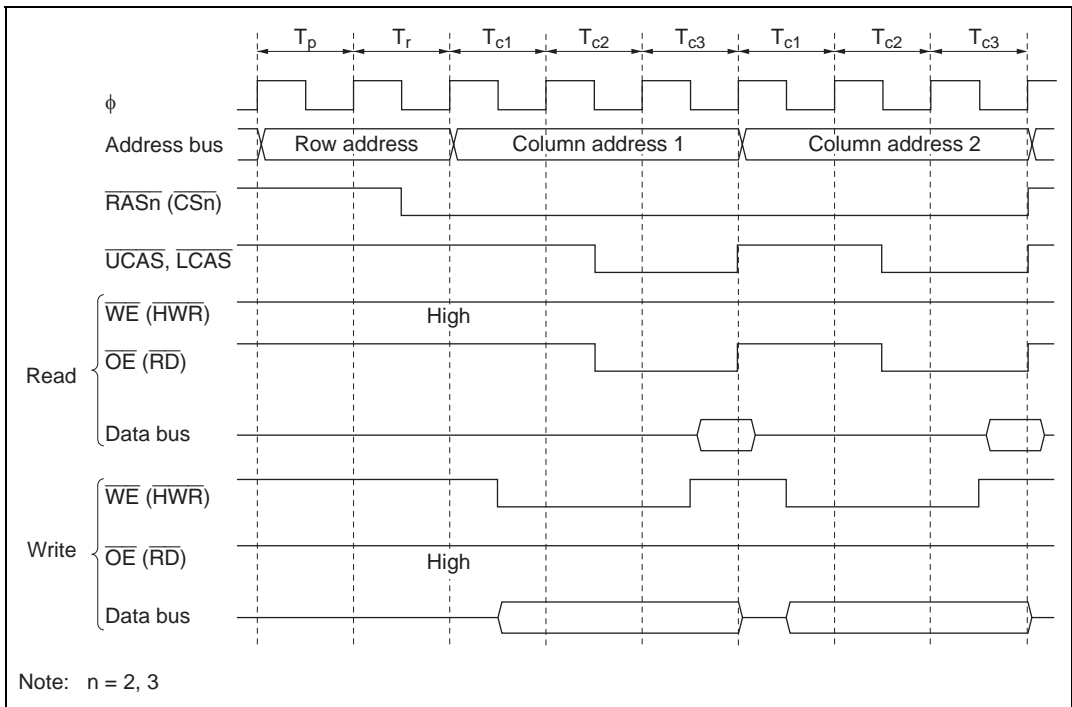 Tp Tr Tc1 Tc2 Tc3 Tc1 Tc2 Tc3
ϕ
Address bus Row address Column address 1 Column address 2
RASn (CSn)
UCAS, LCAS
Read
WE (HWR) High
OE (RD)
Data bus
Write
WE (HWR)
OE (RD) High
Data bus
Note: n = 2, 3